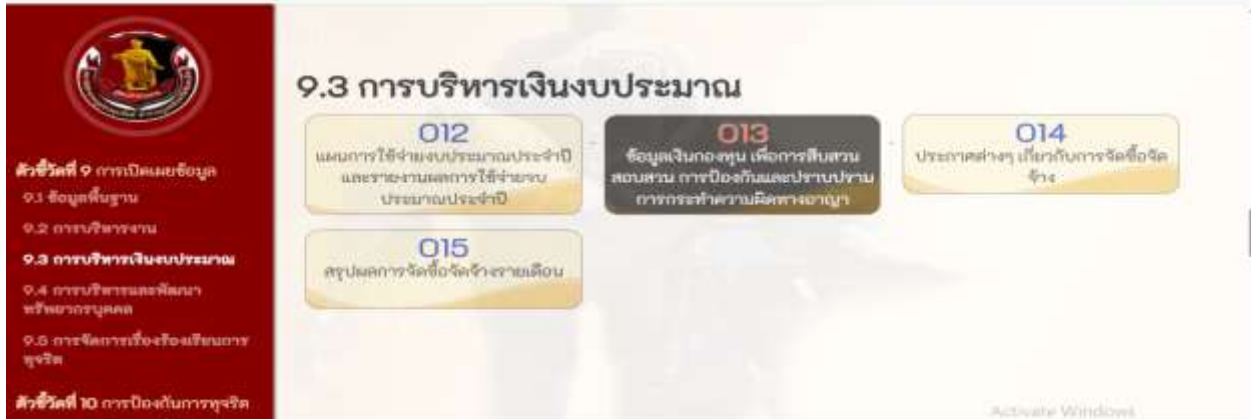 ตัวชี้วัดที่ 9 การเปิดเผยข้อมูล
9.1 ข้อมูลพื้นฐาน
9.2 การบริหารงาน
9.3 การบริหารเงินงบประมาณ
9.4 การบริหารและพัฒนา
ทรัพยากรบุคคล
9.5 การจัดการเรื่องร้องเรียนการ
ทุจริต
ตัวชี้วัดที่ 10 การป้องกันการทุจริต
9.3 การบริหารเงินงบประมาณ
O12
แผนการใช้จ่ายงบประมาณประจำปี
และรายงานผลการใช้จ่ายงบ
ประมาณประจำปี
O13
ข้อมูลเงินกองทุน เพื่อการสืบสวน
สอบสวน การป้องกันและปราบปราม
การกระทำความผิดทางอาญา
O14
ประกาศต่างๆ เกี่ยวกับการจัดซื้อจัด
จ้าง
O15
สรุปผลการจัดซื้อจัดจ้างรายเดือน
Activate Windows